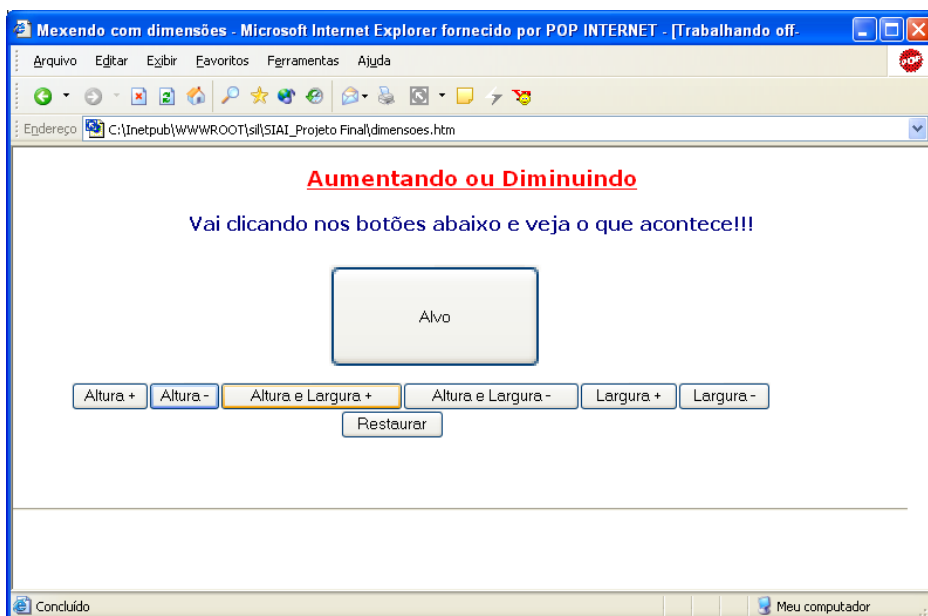 Mexendo com dimensões - Microsoft Internet Explorer fornecido por POP INTERNET - [Trabalhando off-
Arquivo Editar Exibir Favoritos Ferramentas Ajuda
POP
Endereço C:\Inetpub\WWWROOT\sil\SIAI_Projeto Final\dimensoes.htm
Aumentando ou Diminuindo
Vai clicando nos botões abaixo e veja o que acontece!!!
Alvo
Altura + Altura - Altura e Largura + Altura e Largura - Largura + Largura -
Restaurar
Concluído Meu computador